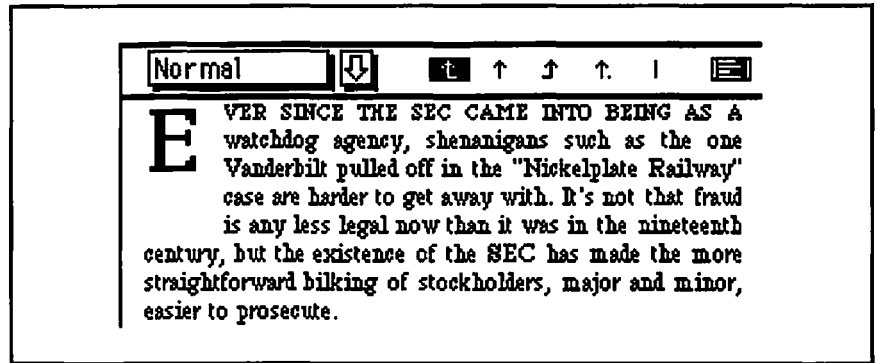 Normal
EVER SINCE THE SEC CAME INTO BEING AS A
watchdog agency, shenanigans such as the one
Vanderbilt pulled off in the "Nickelplate Railway"
case are harder to get away with. It's not that fraud
is any less legal now than it was in the nineteenth
century, but the existence of the SEC has made the more
straightforward bilking of stockholders, major and minor,
easier to prosecute.